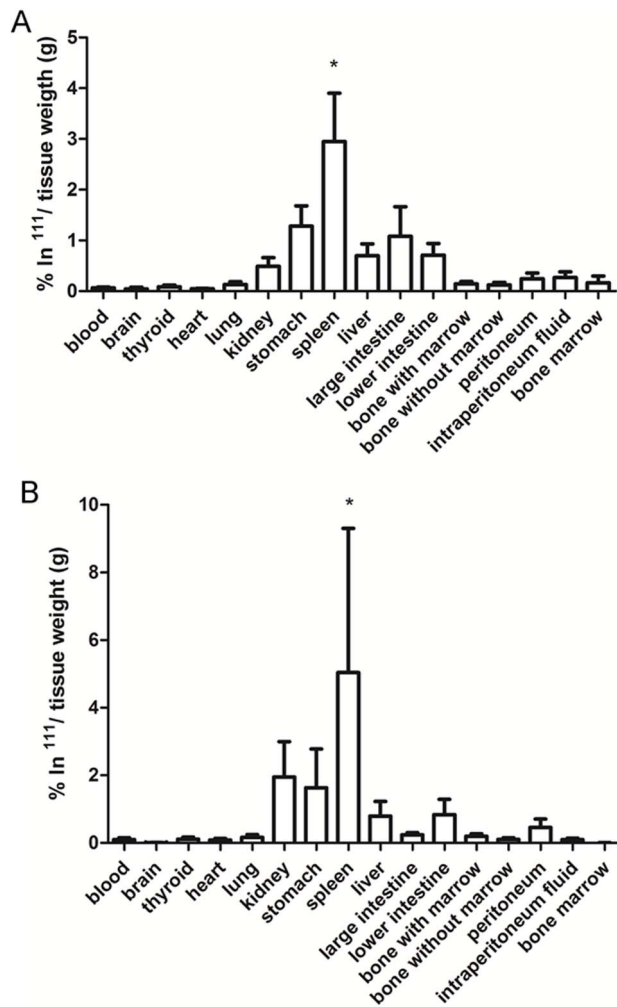 A
% In ¹¹¹/ tissue weigth (g)
5
4
3
2
1
0
*
blood
brain
thyroid
heart
lung
kidney
stomach
spleen
liver
large intestine
lower intestine
bone with marrow
bone without marrow
peritoneum
intraperitoneum fluid
bone marrow
B
% In ¹¹¹/ tissue weight (g)
10
8
6
4
2
0
*
blood
brain
thyroid
heart
lung
kidney
stomach
spleen
liver
large intestine
lower intestine
bone with marrow
bone without marrow
peritoneum
intraperitoneum fluid
bone marrow